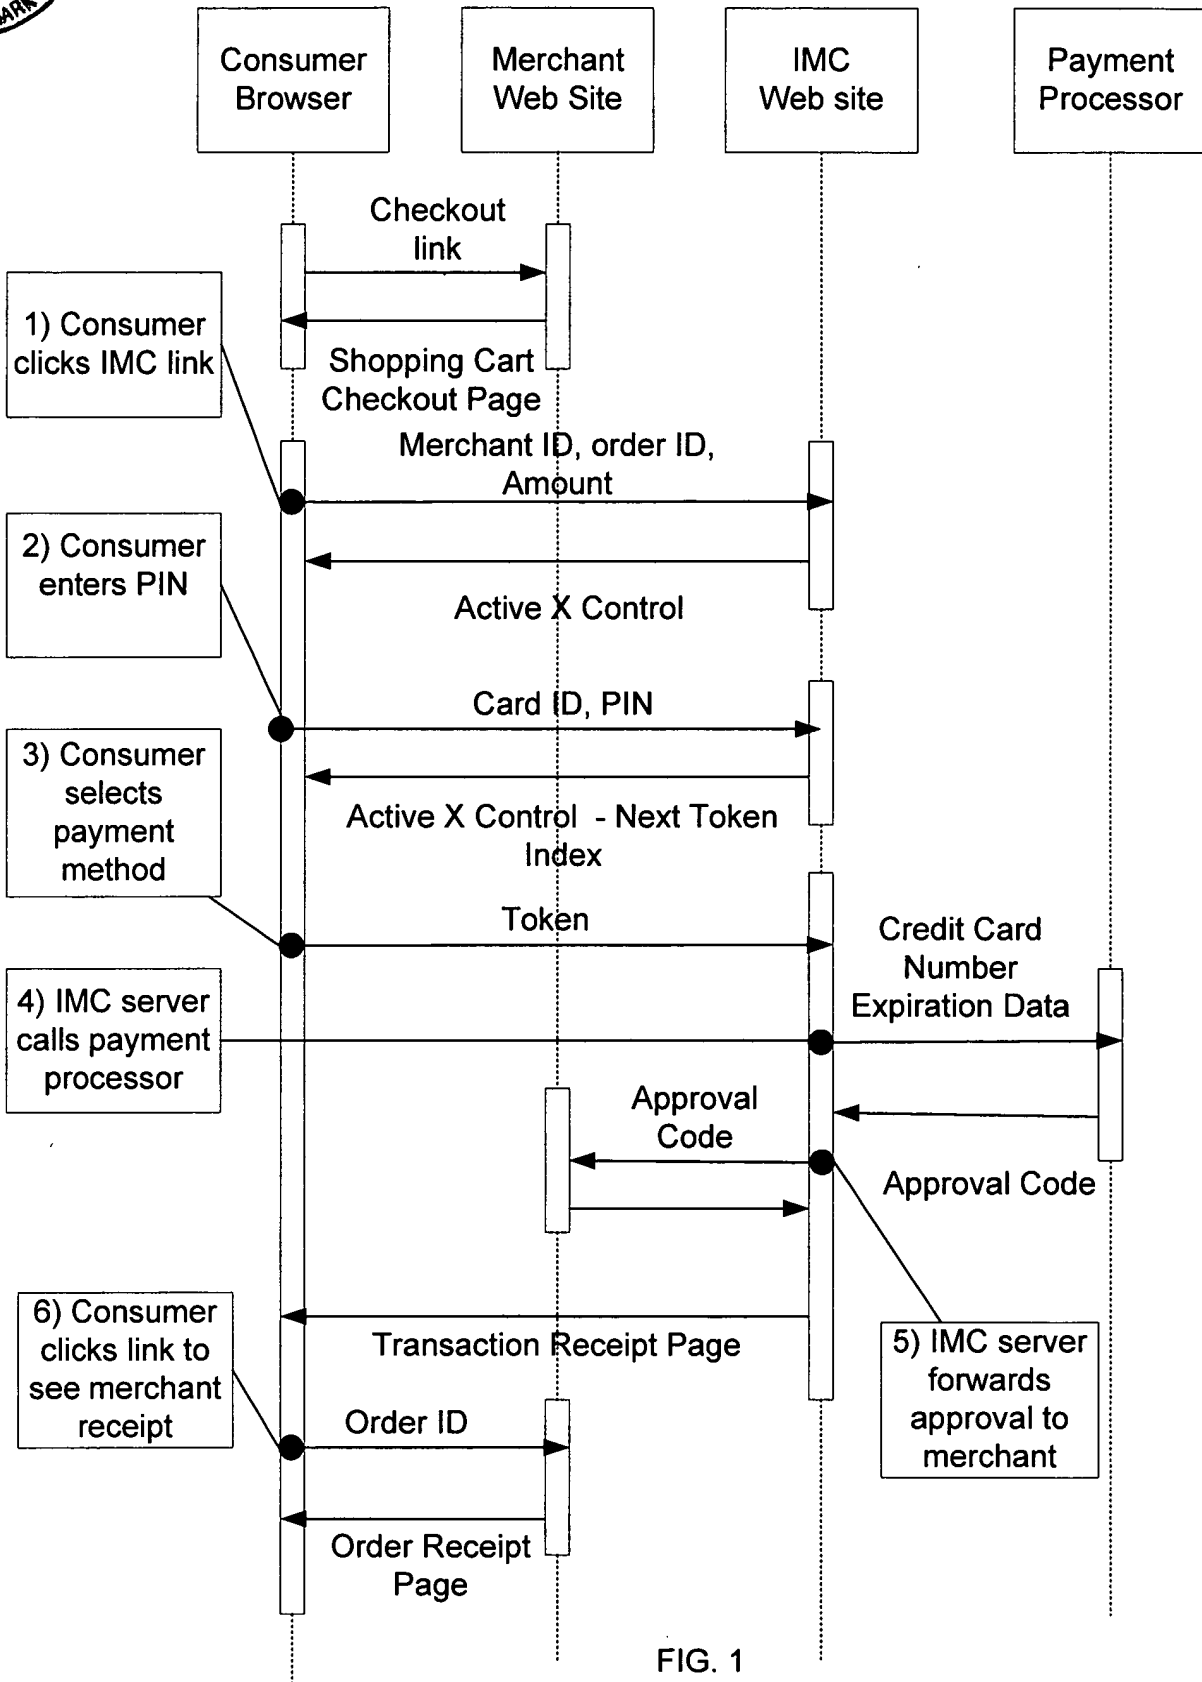 ARK
Consumer
Browser
Merchant
Web Site
IMC
Web site
Payment
Processor
Checkout
link
1) Consumer
clicks IMC link
Shopping Cart
Checkout Page
Merchant ID, order ID,
Amount
2) Consumer
enters PIN
Active X Control
Card ID, PIN
3) Consumer
selects
payment
method
Active X Control - Next Token
Index
Token
Credit Card
Number
Expiration Data
4) IMC server
calls payment
processor
Approval
Code
Approval Code
6) Consumer
clicks link to
see merchant
receipt
Transaction Receipt Page
5) IMC server
forwards
approval to
merchant
Order ID
Order Receipt
Page
FIG. 1